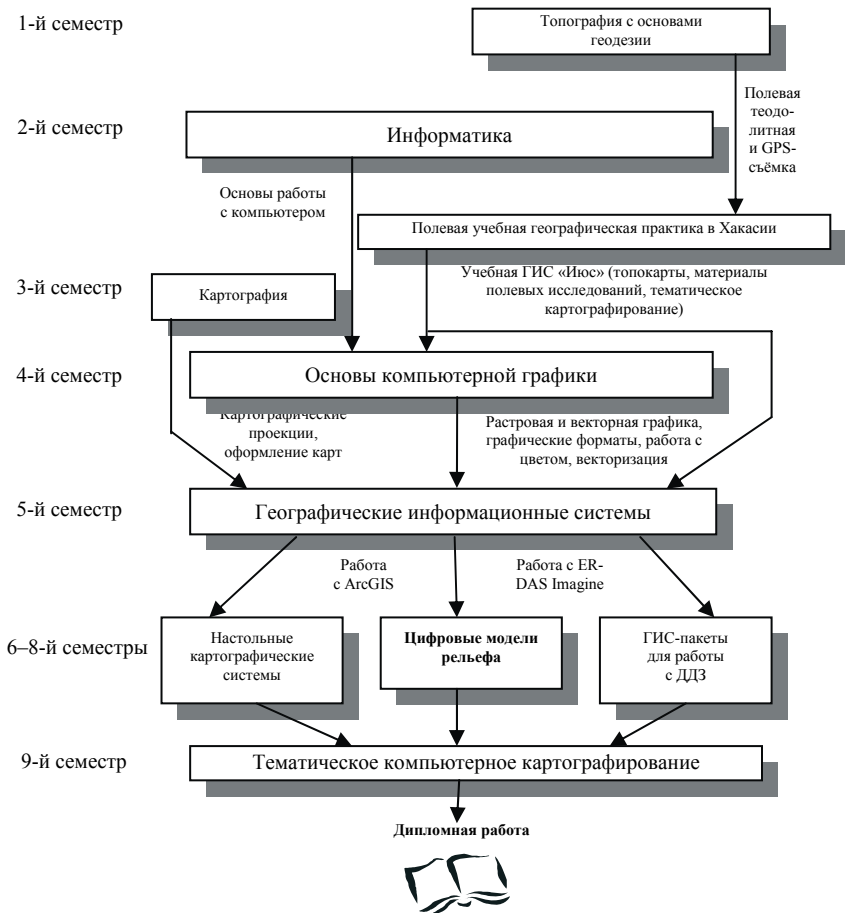 1-й семестр
Топография с основами
геодезии
Полевая
теодо-
литная
и GPS-
съёмка
2-й семестр
Информатика
Основы работы
с компьютером
Полевая учебная географическая практика в Хакасии
Учебная ГИС «Июс» (топокарты, материалы
полевых исследований, тематическое
картографирование)
3-й семестр
Картография
4-й семестр
Основы компьютерной графики
Картографические
проекции,
оформление карт
Растровая и векторная графика,
графические форматы, работа с
цветом, векторизация
5-й семестр
Географические информационные системы
Работа
с ArcGIS
Работа с ER-
DAS Imagine
6–8-й семестры
Настольные
картографические
системы
Цифровые модели
рельефа
ГИС-пакеты
для работы
с ДДЗ
9-й семестр
Тематическое компьютерное картографирование
Дипломная работа